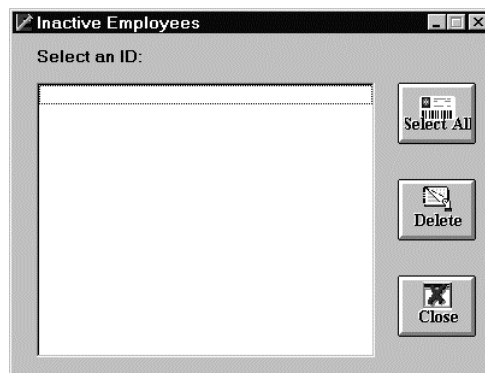 Inactive Employees
Select an ID:
Select All
Delete
Close